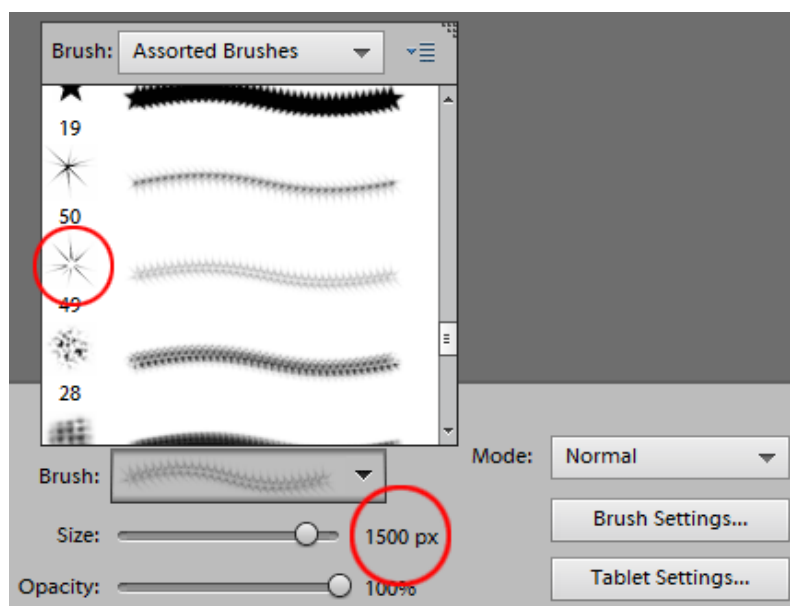 Brush: Assorted Brushes
19
50
49
28
Brush:
Mode: Normal
Size: 1500 px
Brush Settings...
Opacity: 100%
Tablet Settings...